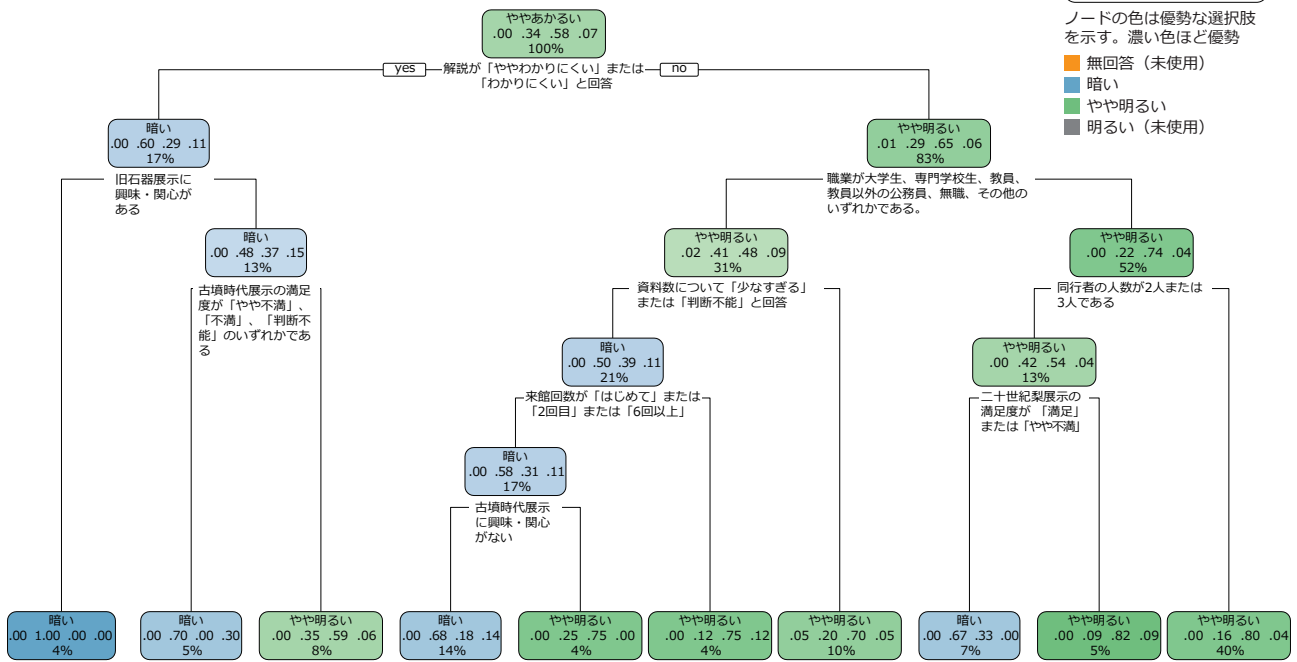 ややあかるい
.00 .34 .58 .07
100%
ノードの色は優勢な選択肢
を示す。濃い色ほど優勢
無回答（未使用）
暗い
やや明るい
明るい（未使用）
yes
解説が「ややわかりにくい」または
「わかりにくい」と回答
no
暗い
.00 .60 .29 .11
17%
やや明るい
.01 .29 .65 .06
83%
旧石器展示に
興味・関心が
ある
職業が大学生、専門学校生、教員、
教員以外の公務員、無職、その他の
いずれかである。
暗い
.00 .48 .37 .15
13%
やや明るい
.02 .41 .48 .09
31%
やや明るい
.00 .22 .74 .04
52%
古墳時代展示の満足
度が「やや不満」、
「不満」、「判断不
能」のいずれかであ
る
資料数について「少なすぎる」
または「判断不能」と回答
同行者の人数が2人または
3人である
暗い
.00 .50 .39 .11
21%
やや明るい
.00 .42 .54 .04
13%
来館回数が「はじめて」または
「2回目」または「6回以上」
二十世紀梨展示の
満足度が 「満足」
または「やや不満」
暗い
.00 .58 .31 .11
17%
古墳時代展示
に興味・関心
がない
暗い
.00 1.00 .00 .00
4%
暗い
.00 .70 .00 .30
5%
やや明るい
.00 .35 .59 .06
8%
暗い
.00 .68 .18 .14
14%
やや明るい
.00 .25 .75 .00
4%
やや明るい
.00 .12 .75 .12
4%
やや明るい
.05 .20 .70 .05
10%
暗い
.00 .67 .33 .00
7%
やや明るい
.00 .09 .82 .09
5%
やや明るい
.00 .16 .80 .04
40%